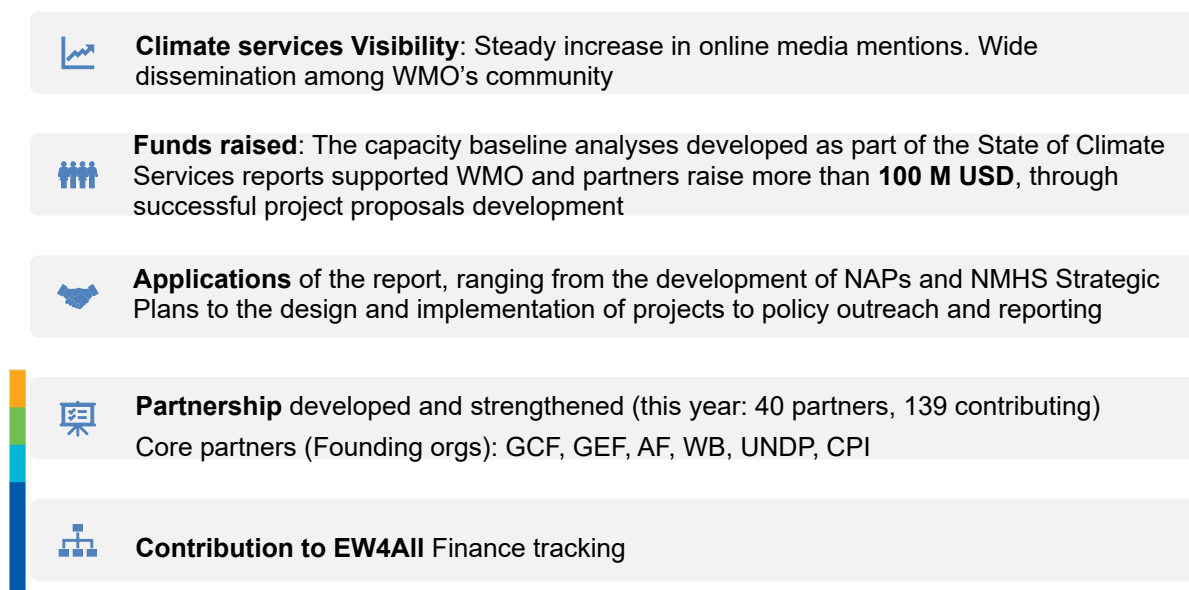 Climate services Visibility: Steady increase in online media mentions. Wide
dissemination among WMO's community
Funds raised: The capacity baseline analyses developed as part of the State of Climate
Services reports supported WMO and partners raise more than 100 M USD, through
successful project proposals development
Applications of the report, ranging from the development of NAPs and NMHS Strategic
Plans to the design and implementation of projects to policy outreach and reporting
Partnership developed and strengthened (this year: 40 partners, 139 contributing)
Core partners (Founding orgs): GCF, GEF, AF, WB, UNDP, CPI
Contribution to EW4All Finance tracking